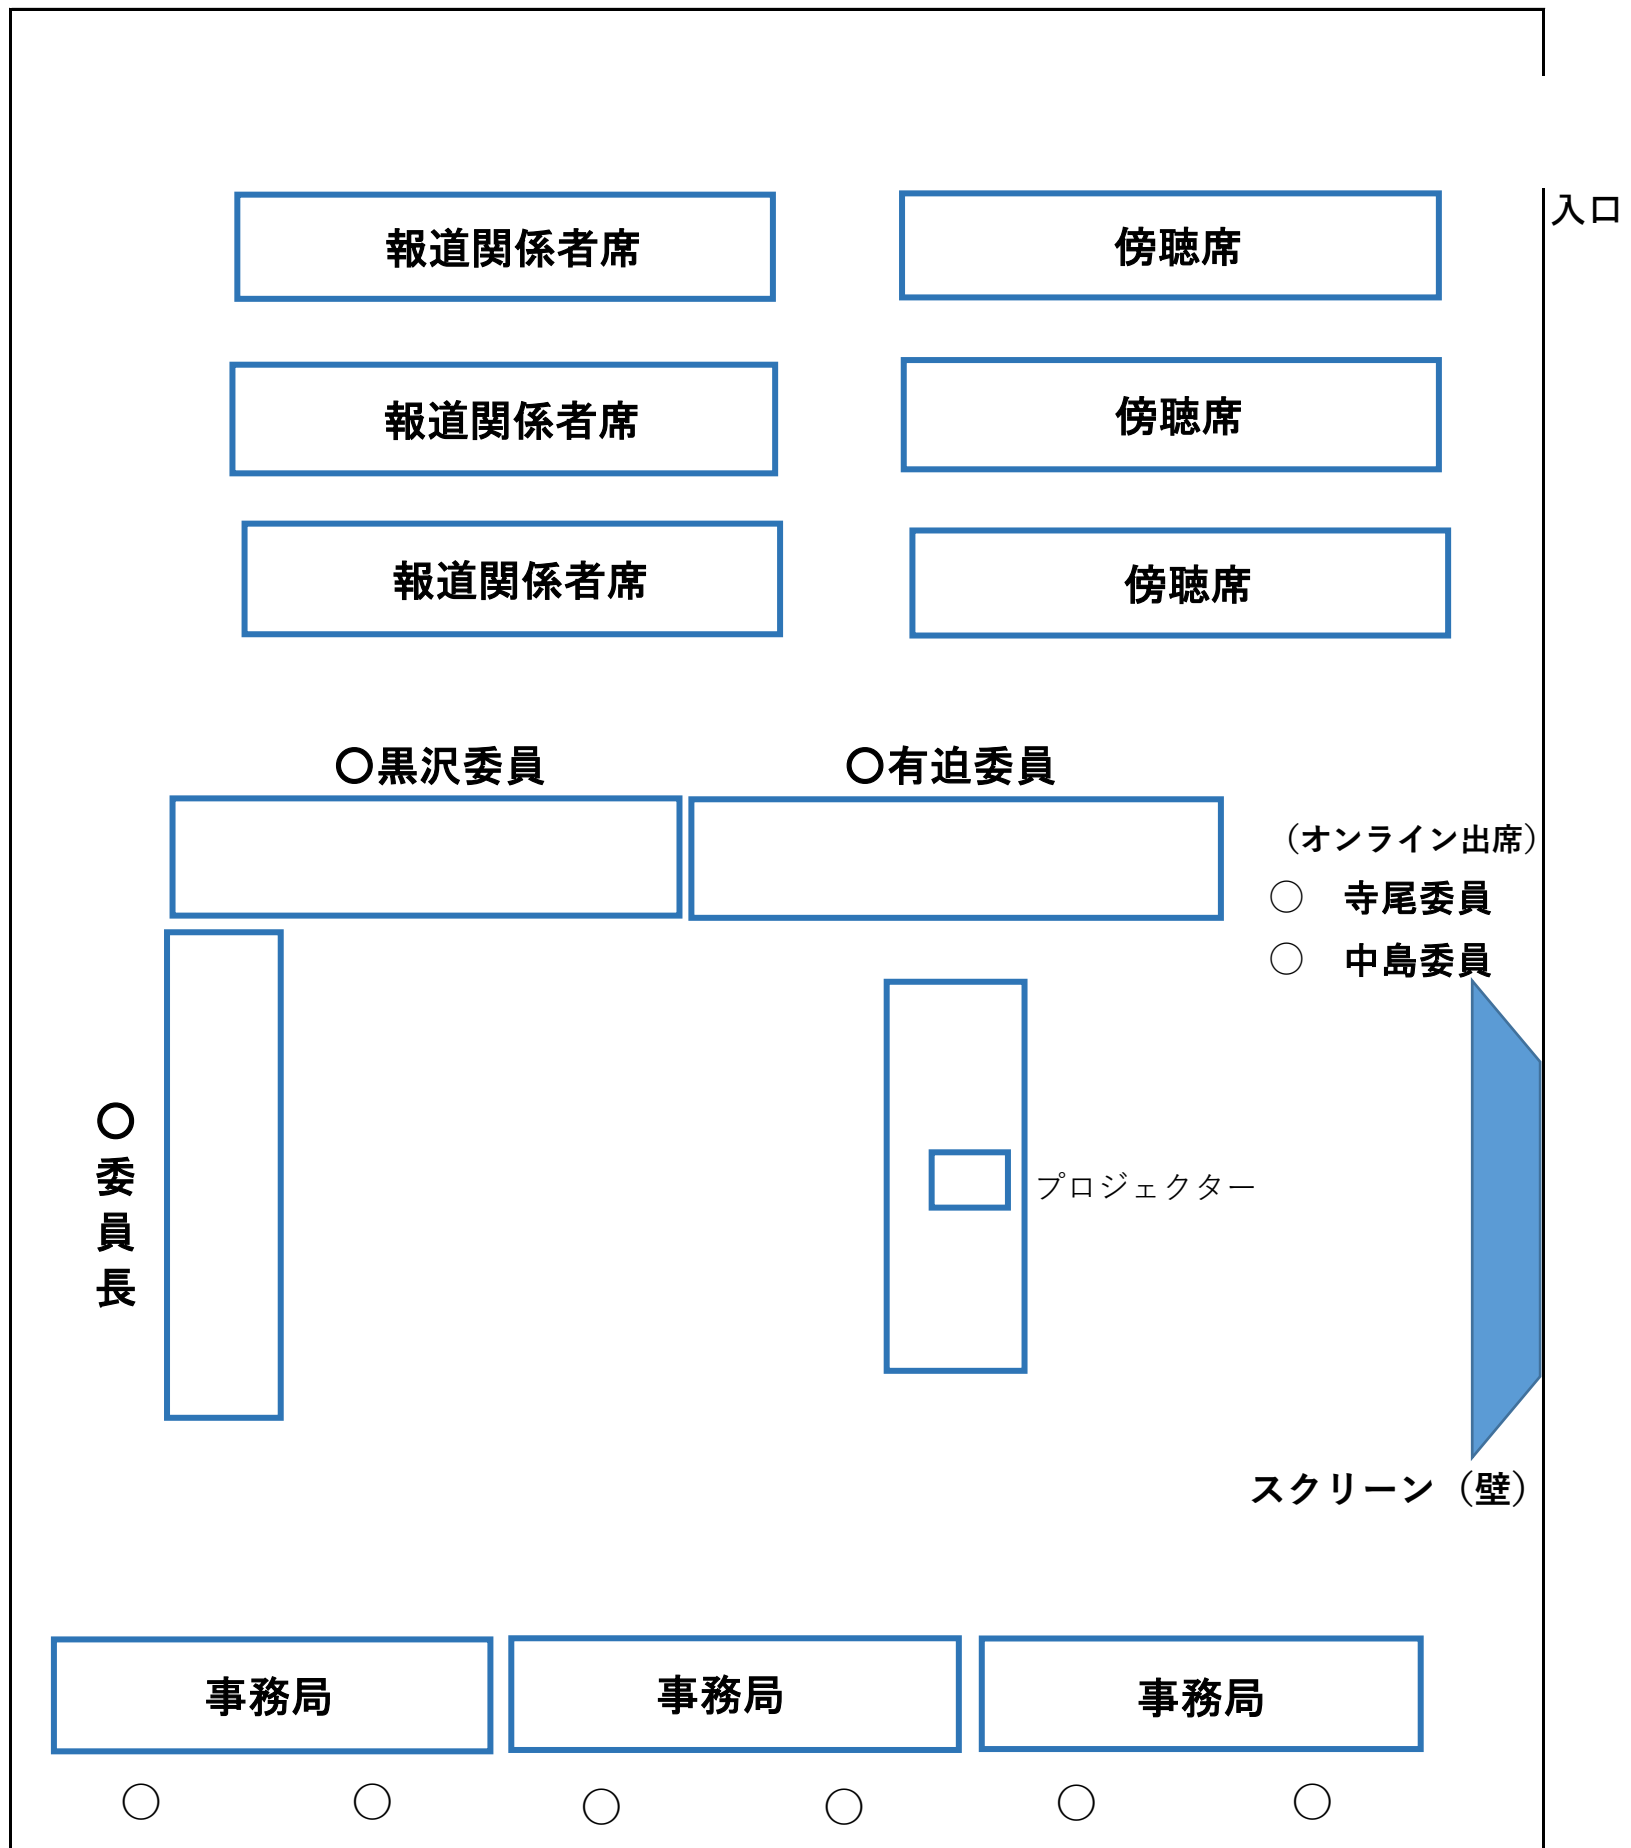 入口
報道関係者席
傍聴席
報道関係者席
傍聴席
報道関係者席
傍聴席
〇黒沢委員
〇有迫委員
（オンライン出席）
○　寺尾委員
○　中島委員
〇委員長
プロジェクター
スクリーン（壁）
事務局
事務局
事務局
○ ○ ○ ○ ○ ○